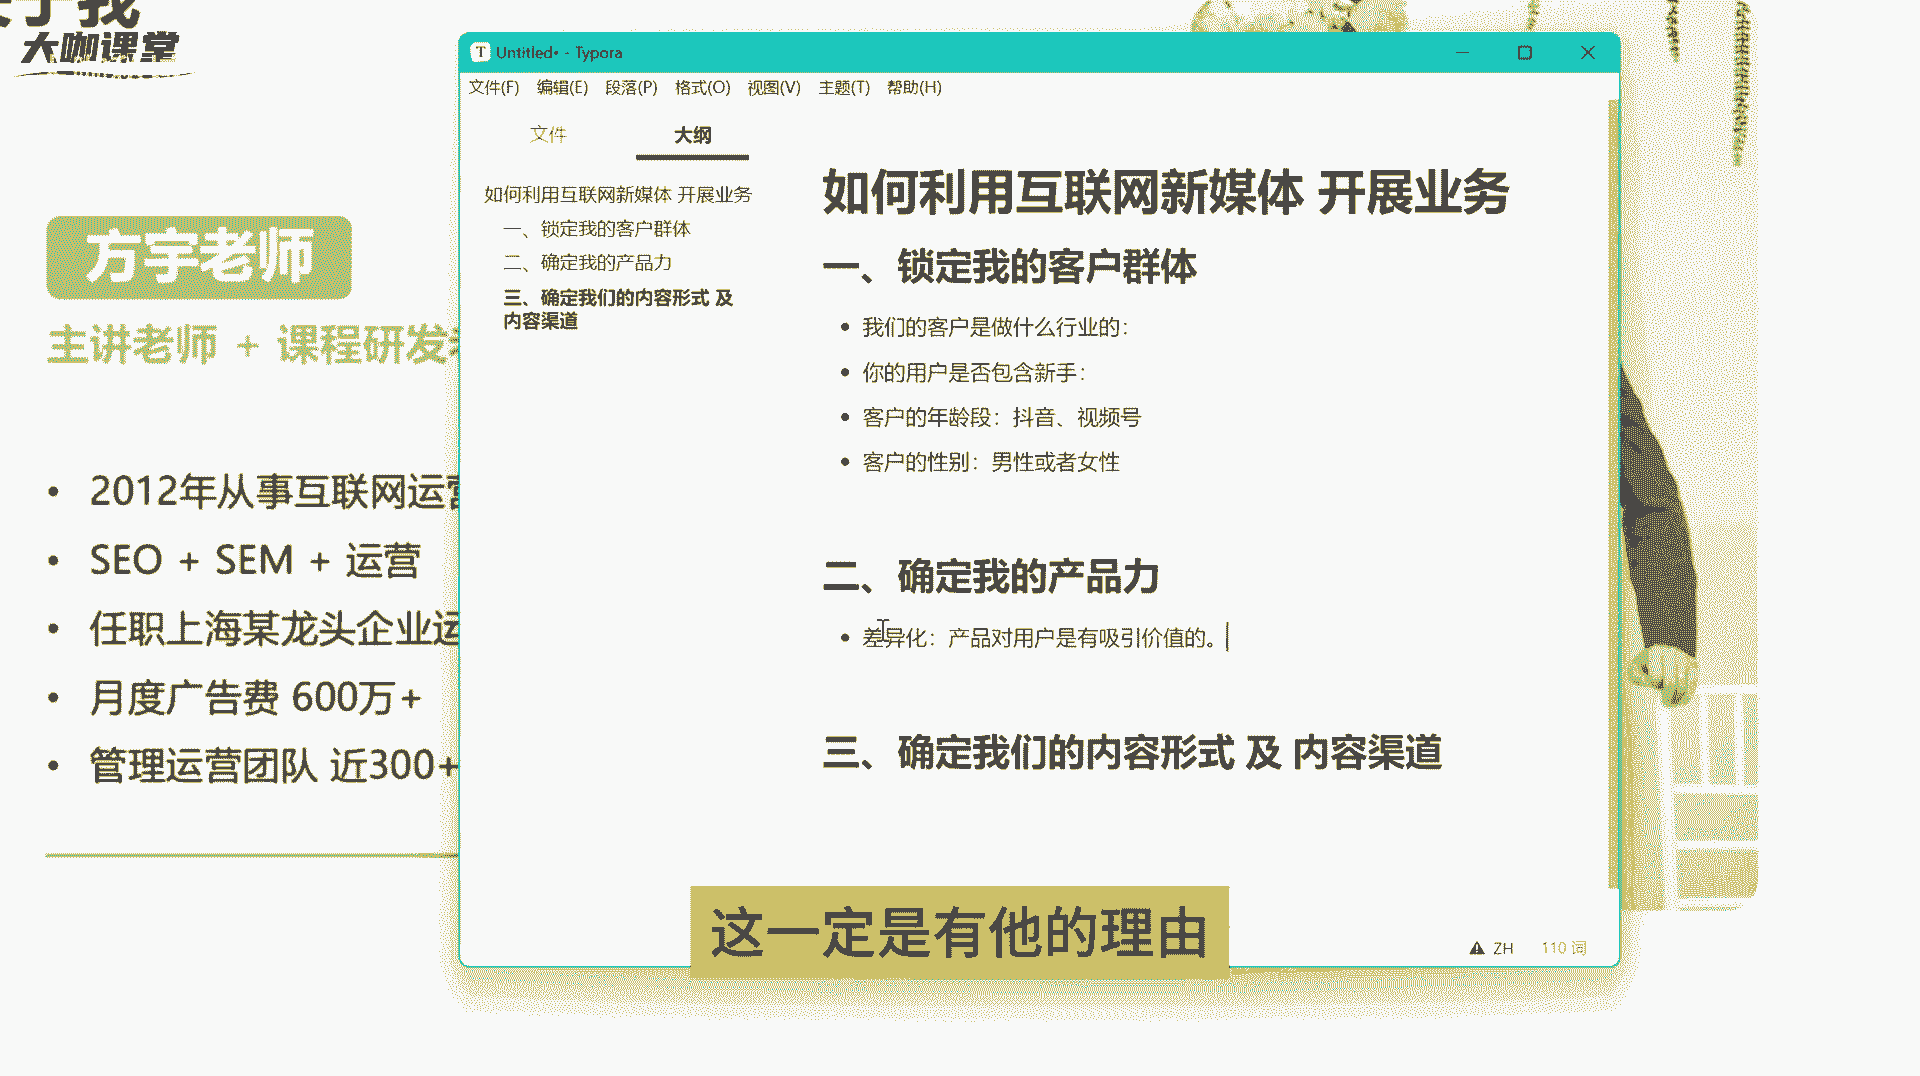 大咖课堂
方宇老师
主讲老师 + 课程研发
2012年从事互联网运营
SEO + SEM + 运营
任职上海某龙头企业运
月度广告费 600万+
管理运营团队 近300+
Untitled• - Typora
文件(F) 编辑(E) 段落(P) 格式(O) 视图(V) 主题(T) 帮助(H)
文件 大纲
如何利用互联网新媒体 开展业务
一、锁定我的客户群体
二、确定我的产品力
三、确定我们的内容形式 及
内容渠道
如何利用互联网新媒体 开展业务
一、锁定我的客户群体
我们的客户是做什么行业的:
你的用户是否包含新手:
客户的年龄段: 抖音、视频号
客户的性别: 男性或者女性
二、确定我的产品力
差异化: 产品对用户是有吸引价值的。
三、确定我们的内容形式 及 内容渠道
ZH 110 词
这一定是有他的理由